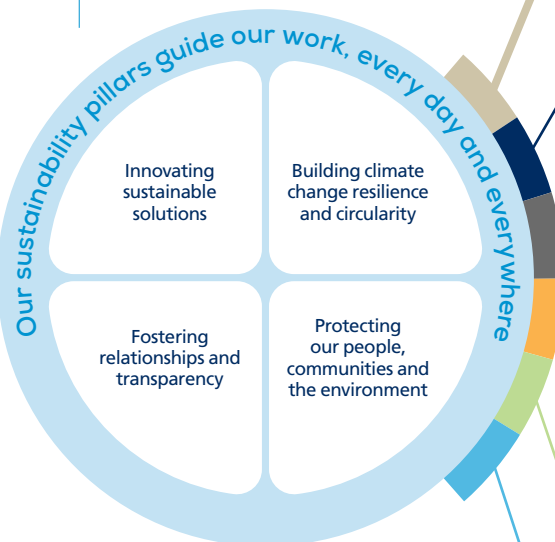 Our sustainability pillars guide our work, every day and everywhere
Innovating
sustainable
solutions
Building climate
change resilience
and circularity
Fostering
relationships and
transparency
Protecting
our people,
communities and
the environment